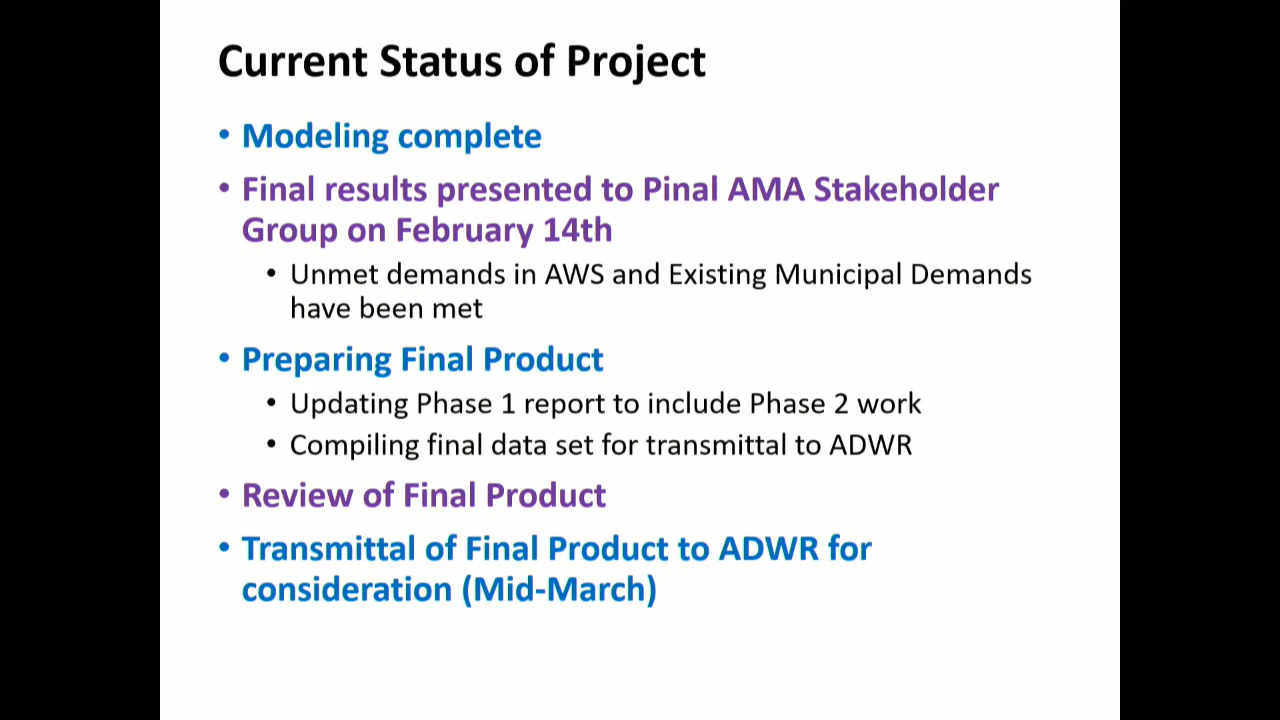 Current Status of Project
• Modeling complete
• Final results presented to Pinal AMA Stakeholder
Group on February 14th
• Unmet demands in AWS and Existing Municipal Demands
have been met
• Preparing Final Product
• Updating Phase 1 report to include Phase 2 work
• Compiling final data set for transmittal to ADWR
• Review of Final Product
• Transmittal of Final Product to ADWR for
consideration (Mid-March)